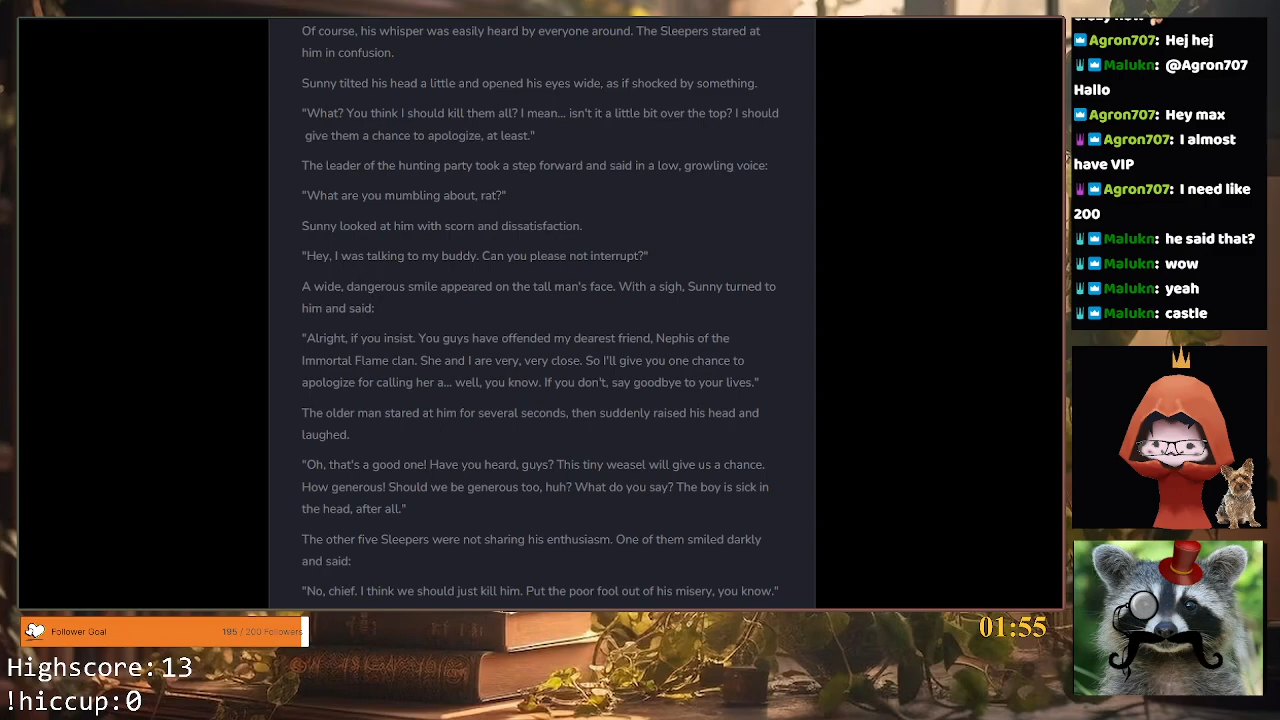 Of course, his whisper was easily heard by everyone around. The Sleepers stared at
him in confusion.
Sunny tilted his head a little and opened his eyes wide, as if shocked by something.
"What? You think I should kill them all? I mean... isn't it a little bit over the top? I should
give them a chance to apologize, at least."
The leader of the hunting party took a step forward and said in a low, growling voice:
"What are you mumbling about, rat?"
Sunny looked at him with scorn and dissatisfaction.
"Hey, I was talking to my buddy. Can you please not interrupt?"
A wide, dangerous smile appeared on the tall man's face. With a sigh, Sunny turned to
him and said:
"Alright, if you insist. You guys have offended my dearest friend, Nephis of the
Immortal Flame clan. She and I are very, very close. So I'll give you one chance to
apologize for calling her a... well, you know. If you don't, say goodbye to your lives."
The older man stared at him for several seconds, then suddenly raised his head and
laughed.
"Oh, that's a good one! Have you heard, guys? This tiny weasel will give us a chance.
How generous! Should we be generous too, huh? What do you say? The boy is sick in
the head, after all."
The other five Sleepers were not sharing his enthusiasm. One of them smiled darkly
and said:
"No, chief. I think we should just kill him. Put the poor fool out of his misery, you know."
Agron707: Hej hej
Malukn: @Agron707
Hallo
Agron707: Hey max
Agron707: I almost
have VIP
Agron707: I need like
200
Malukn: he said that?
Malukn: wow
Malukn: yeah
Malukn: castle
Follower Goal
195 / 200 Followers
01:55
Highscore:13
!hiccup:0